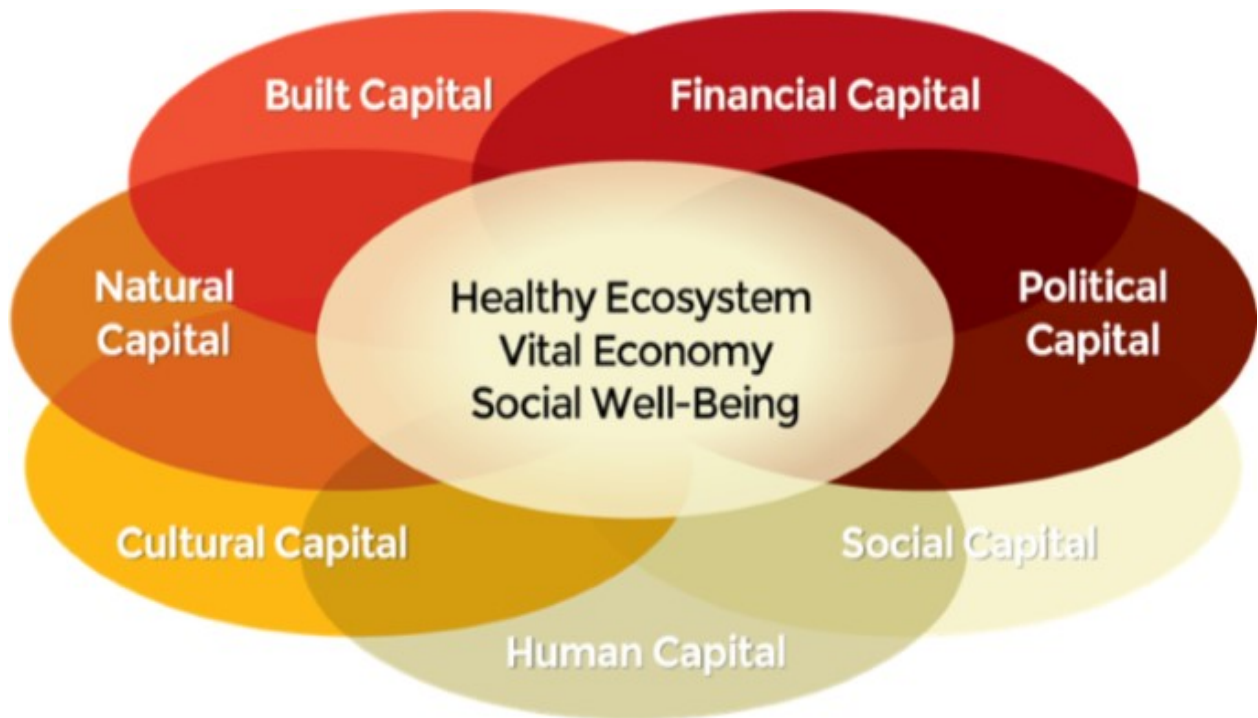 Built Capital
Financial Capital
Natural
Capital
Healthy Ecosystem
Vital Economy
Social Well-Being
Political
Capital
Cultural Capital
Social Capital
Human Capital